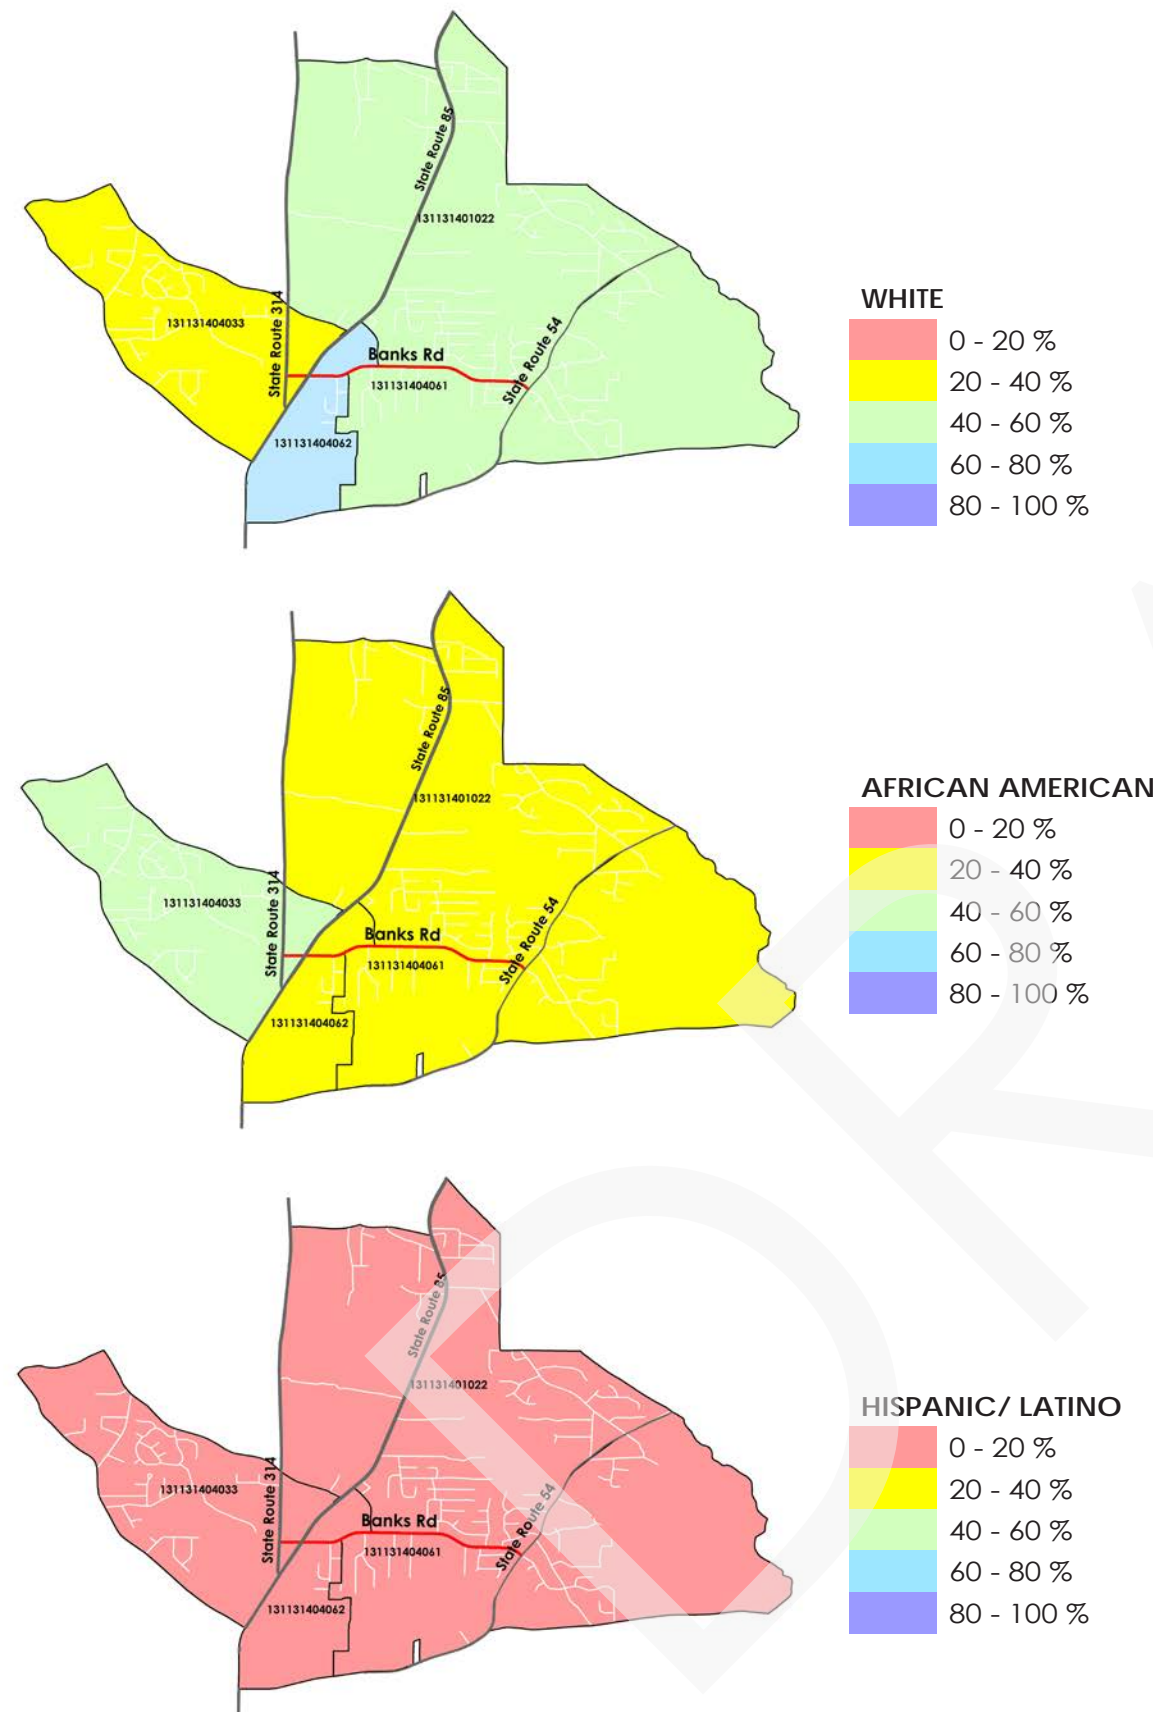 State Route 85
131131401022
131131404033
State Route 314
Banks Rd
State Route 54
131131404061
131131404062
WHITE
0 - 20 %
20 - 40 %
40 - 60 %
60 - 80 %
80 - 100 %
State Route 85
131131401022
131131404033
State Route 314
Banks Rd
State Route 54
131131404061
131131404062
AFRICAN AMERICAN
0 - 20 %
20 - 40 %
40 - 60 %
60 - 80 %
80 - 100 %
State Route 85
131131401022
131131404033
State Route 314
Banks Rd
State Route 54
131131404061
131131404062
HISPANIC/ LATINO
0 - 20 %
20 - 40 %
40 - 60 %
60 - 80 %
80 - 100 %